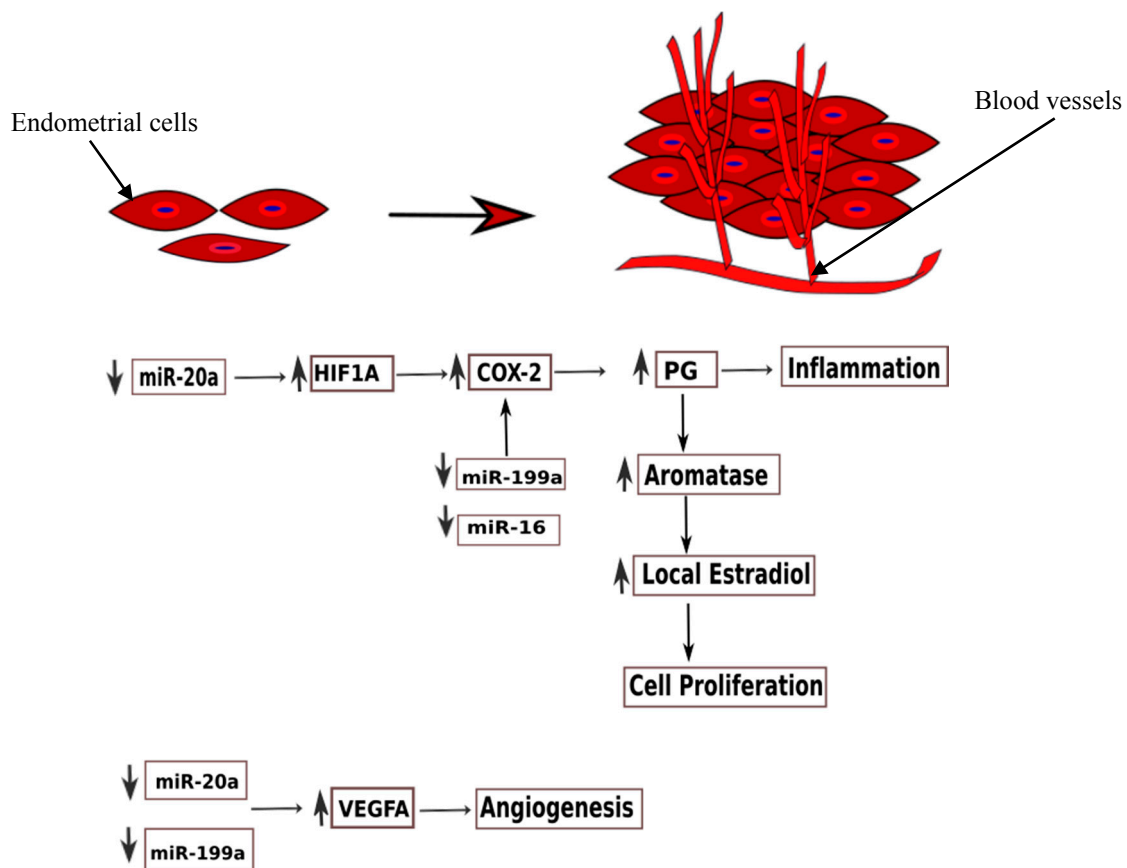 Endometrial cells
Blood vessels
miR-20a
HIF1A
COX-2
PG
Inflammation
miR-199a
Aromatase
miR-16
Local Estradiol
Cell Proliferation
miR-20a
VEGFA
Angiogenesis
miR-199a